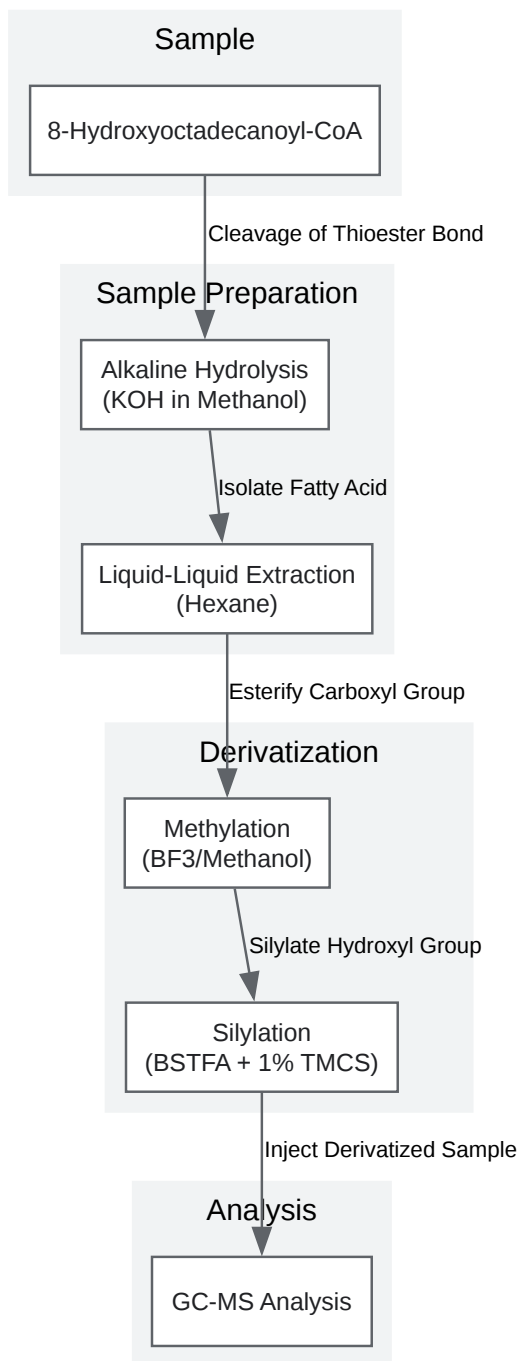 Sample
8-Hydroxyoctadecanoyl-CoA
Cleavage of Thioester Bond
Sample Preparation
Alkaline Hydrolysis
(KOH in Methanol)
Isolate Fatty Acid
Liquid-Liquid Extraction
(Hexane)
Esterify Carboxyl Group
Derivatization
Methylation
(BF3/Methanol)
Silylate Hydroxyl Group
Silylation
(BSTFA + 1% TMCS)
Inject Derivatized Sample
Analysis
GC-MS Analysis